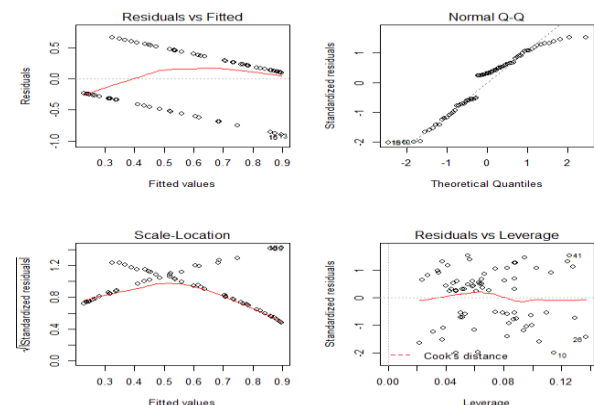 Residuals vs Fitted
Residuals
0.5
0.0
-0.5
-1.0
0.3 0.4 0.5 0.6 0.7 0.8 0.9
Fitted values
Normal Q-Q
Standardized residuals
1
0
-1
-2
-2 -1 0 1 2
Theoretical Quantiles
Scale-Location
√|Standardized residuals|
1.2
0.8
0.4
0.0
0.3 0.4 0.5 0.6 0.7 0.8 0.9
Fitted values
Residuals vs Leverage
Standardized residuals
1
0
-1
-2
41
28
10
Cook's distance
0.00 0.04 0.08 0.12
Leverage